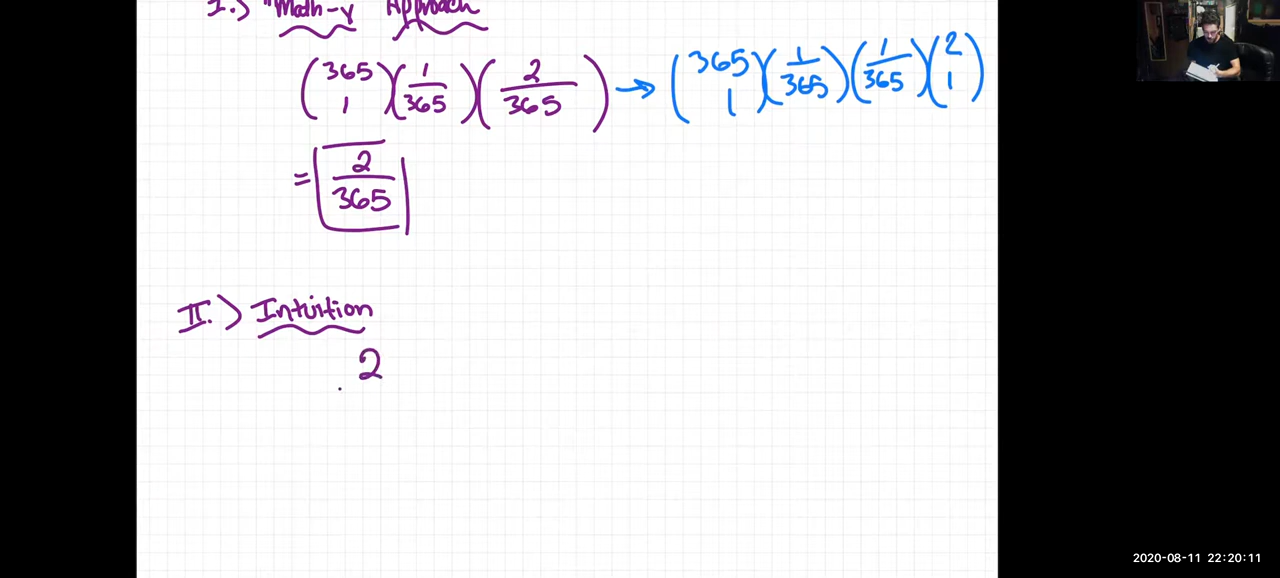 I.> "Math-y Approach
(365 1)(1/365)(2/365) → (365 1)(1/365)(1/365)(2 1)
= 2/365
II.> Intuition
2
2020-08-11 22:20:11